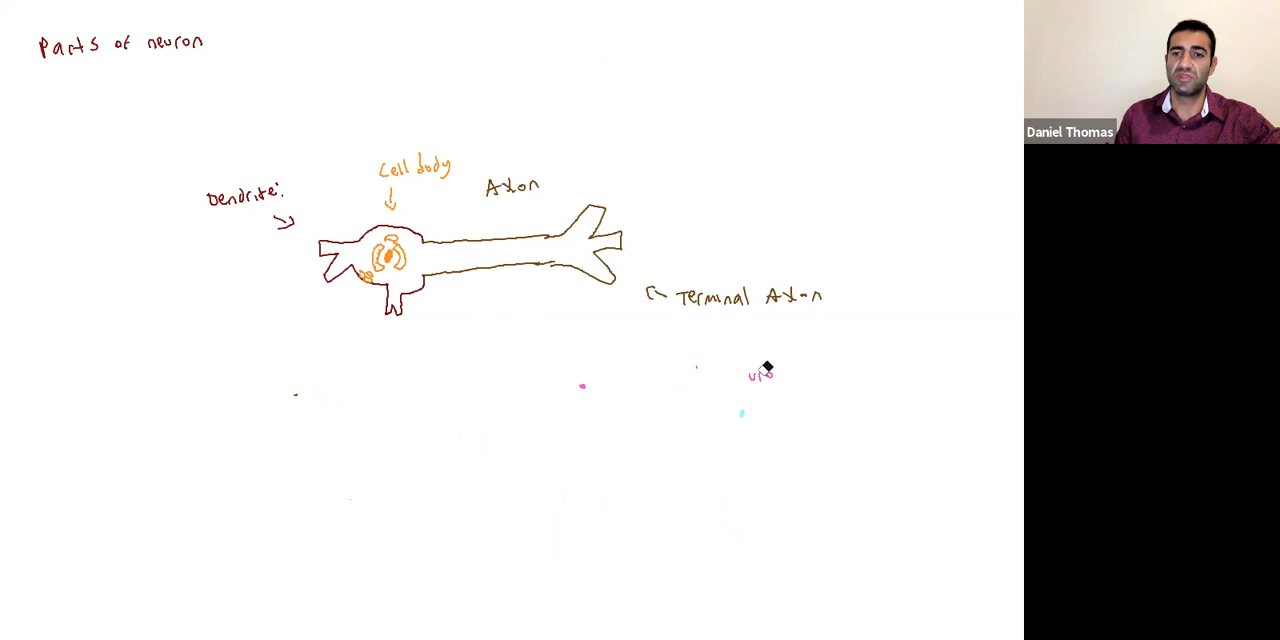 Parts of neuron
Daniel Thomas
Cell body
Dendrite:
Axon
Terminal Axon